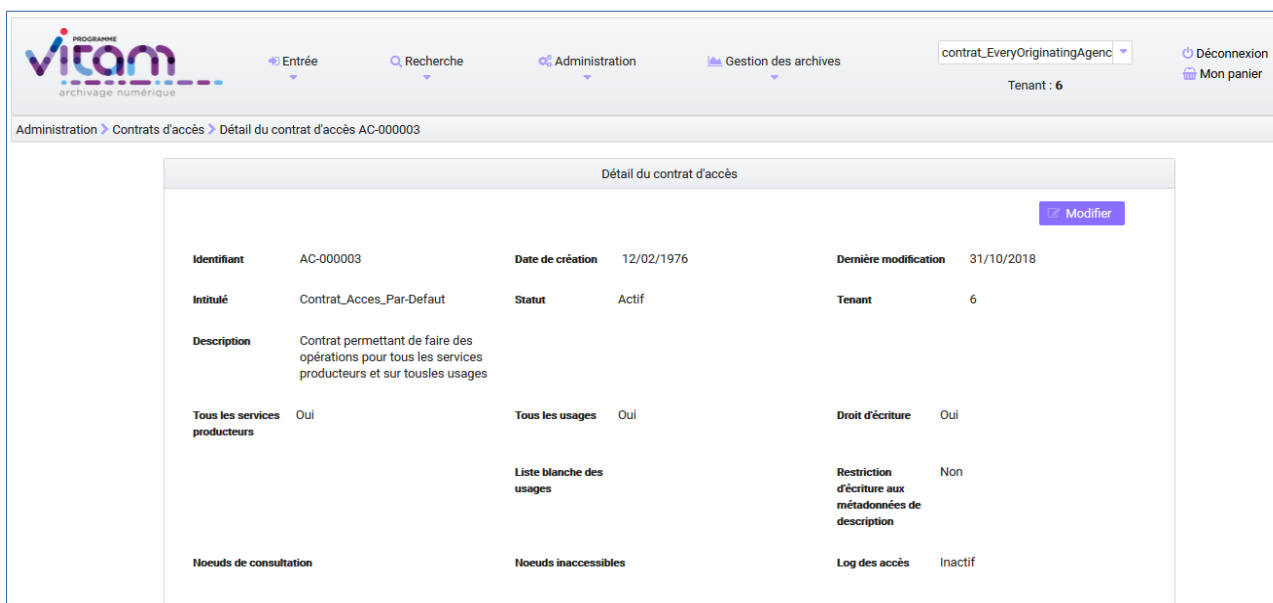 PROGRAMME
vitam
archivage numérique
Entrée
Recherche
Administration
Gestion des archives
contrat_EveryOriginatingAgenc
Tenant : 6
Déconnexion
Mon panier
Administration > Contrats d'accès > Détail du contrat d'accès AC-000003
Détail du contrat d'accès
Modifier
Identifiant AC-000003 Date de création 12/02/1976 Dernière modification 31/10/2018
Intitulé Contrat_Acces_Par-Defaut Statut Actif Tenant 6
Description Contrat permettant de faire des
opérations pour tous les services
producteurs et sur tousles usages
Tous les services Oui Tous les usages Oui Droit d'écriture Oui
producteurs
Liste blanche des Restriction Non
usages d'écriture aux
métadonnées de
description
Noeuds de consultation Noeuds inaccessibles Log des accès Inactif